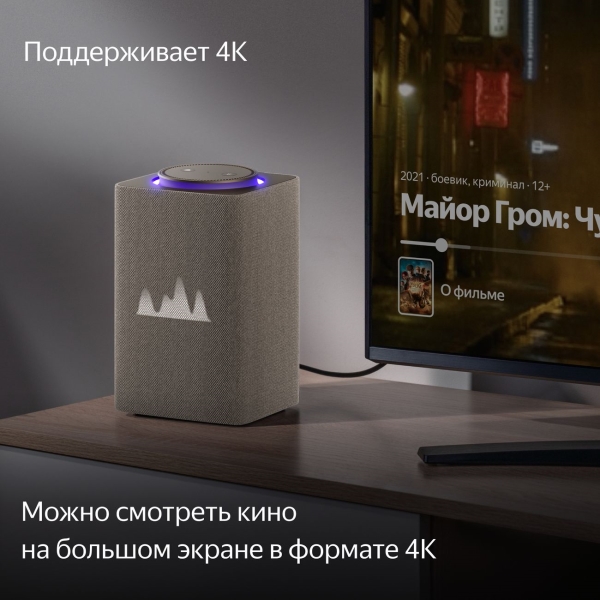 Поддерживает 4K
2021 · боевик, криминал · 12+
Майор Гром: Чу
О фильме
Можно смотреть кино
на большом экране в формате 4K